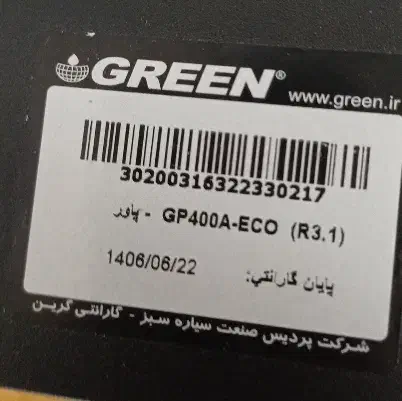 GREEN®
www.green.ir
30200316322330217
پاور - GP400A-ECO (R3.1)
پایان گارانتی: 1406/06/22
شرکت پردیس صنعت سیاره سبز - گارانتی گرین